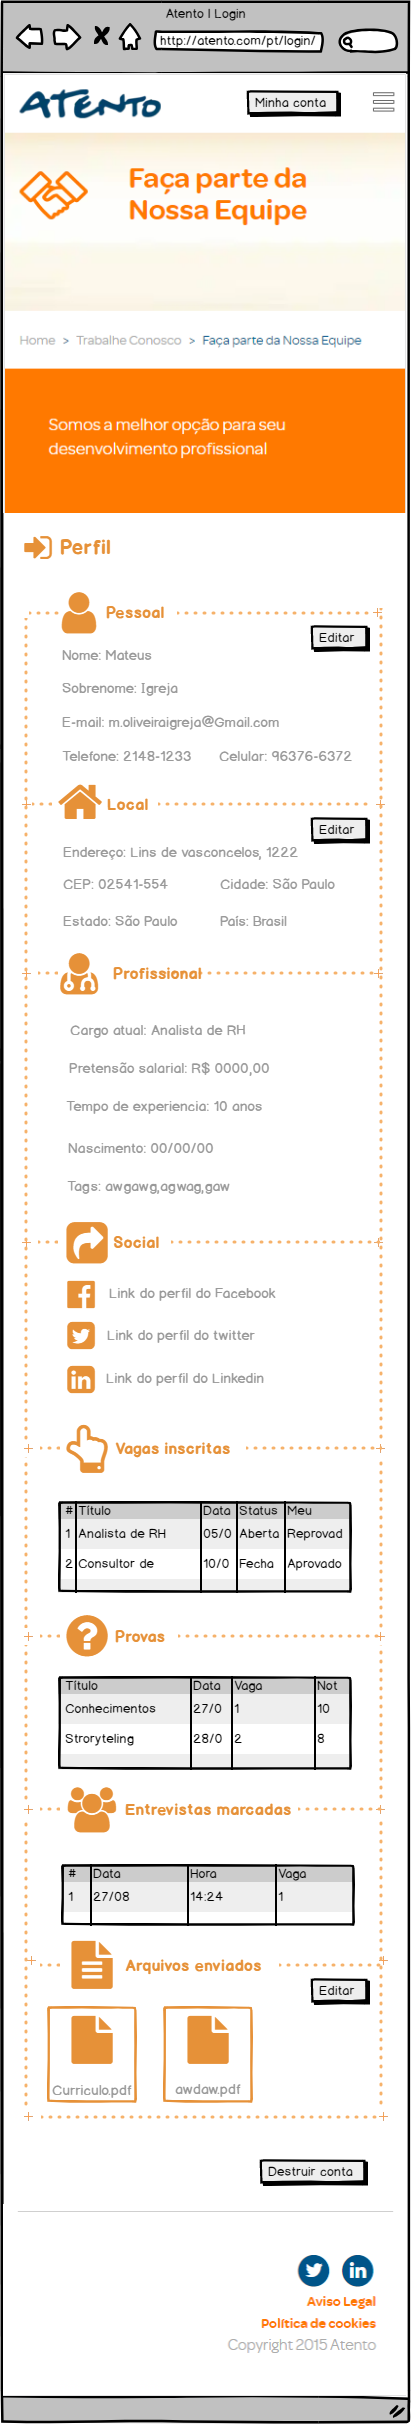 Atento | Login
http://atento.com/pt/login/
ATENTO
Minha conta
Faça parte da
Nossa Equipe
Home > Trabalhe Conosco > Faça parte da Nossa Equipe
Somos a melhor opção para seu
desenvolvimento profissional
Perfil
Pessoal
Editar
Nome: Mateus
Sobrenome: Igreja
E-mail: m.oliveiraigreja@Gmail.com
Telefone: 2148-1233 Celular: 96376-6372
Local
Editar
Endereço: Lins de vasconcelos, 1222
CEP: 02541-554 Cidade: São Paulo
Estado: São Paulo País: Brasil
Profissional
Cargo atual: Analista de RH
Pretensão salarial: R$ 0000,00
Tempo de experiencia: 10 anos
Nascimento: 00/00/00
Tags: awgawg,agwag,gaw
Social
Link do perfil do Facebook
Link do perfil do twitter
Link do perfil do Linkedin
Vagas inscritas
# Título Data Status Meu
1 Analista de RH 05/0 Aberta Reprovad
2 Consultor de 10/0 Fecha Aprovado
Provas
Título Data Vaga Not
Conhecimentos 27/0 1 10
Stroryteling 28/0 2 8
Entrevistas marcadas
# Data Hora Vaga
1 27/08 14:24 1
Arquivos enviados
Editar
Curriculo.pdf awdaw.pdf
Destruir conta
Aviso Legal
Política de cookies
Copyright 2015 Atento